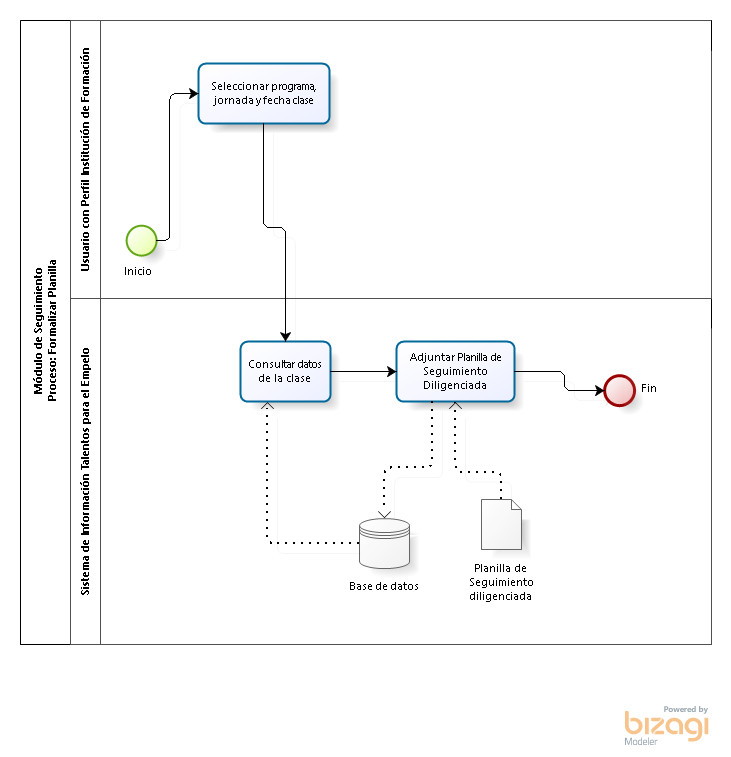 Módulo de Seguimiento
Proceso: Formalizar Planilla
Usuario con Perfil Institución de Formación
Seleccionar programa,
jornada y fecha clase
Inicio
Sistema de Información Talentos para el Empelo
Consultar datos
de la clase
Adjuntar Planilla de
Seguimiento
Diligenciada
Fin
Base de datos
Planilla de
Seguimiento
diligenciada
Powered by
bizagi
Modeler